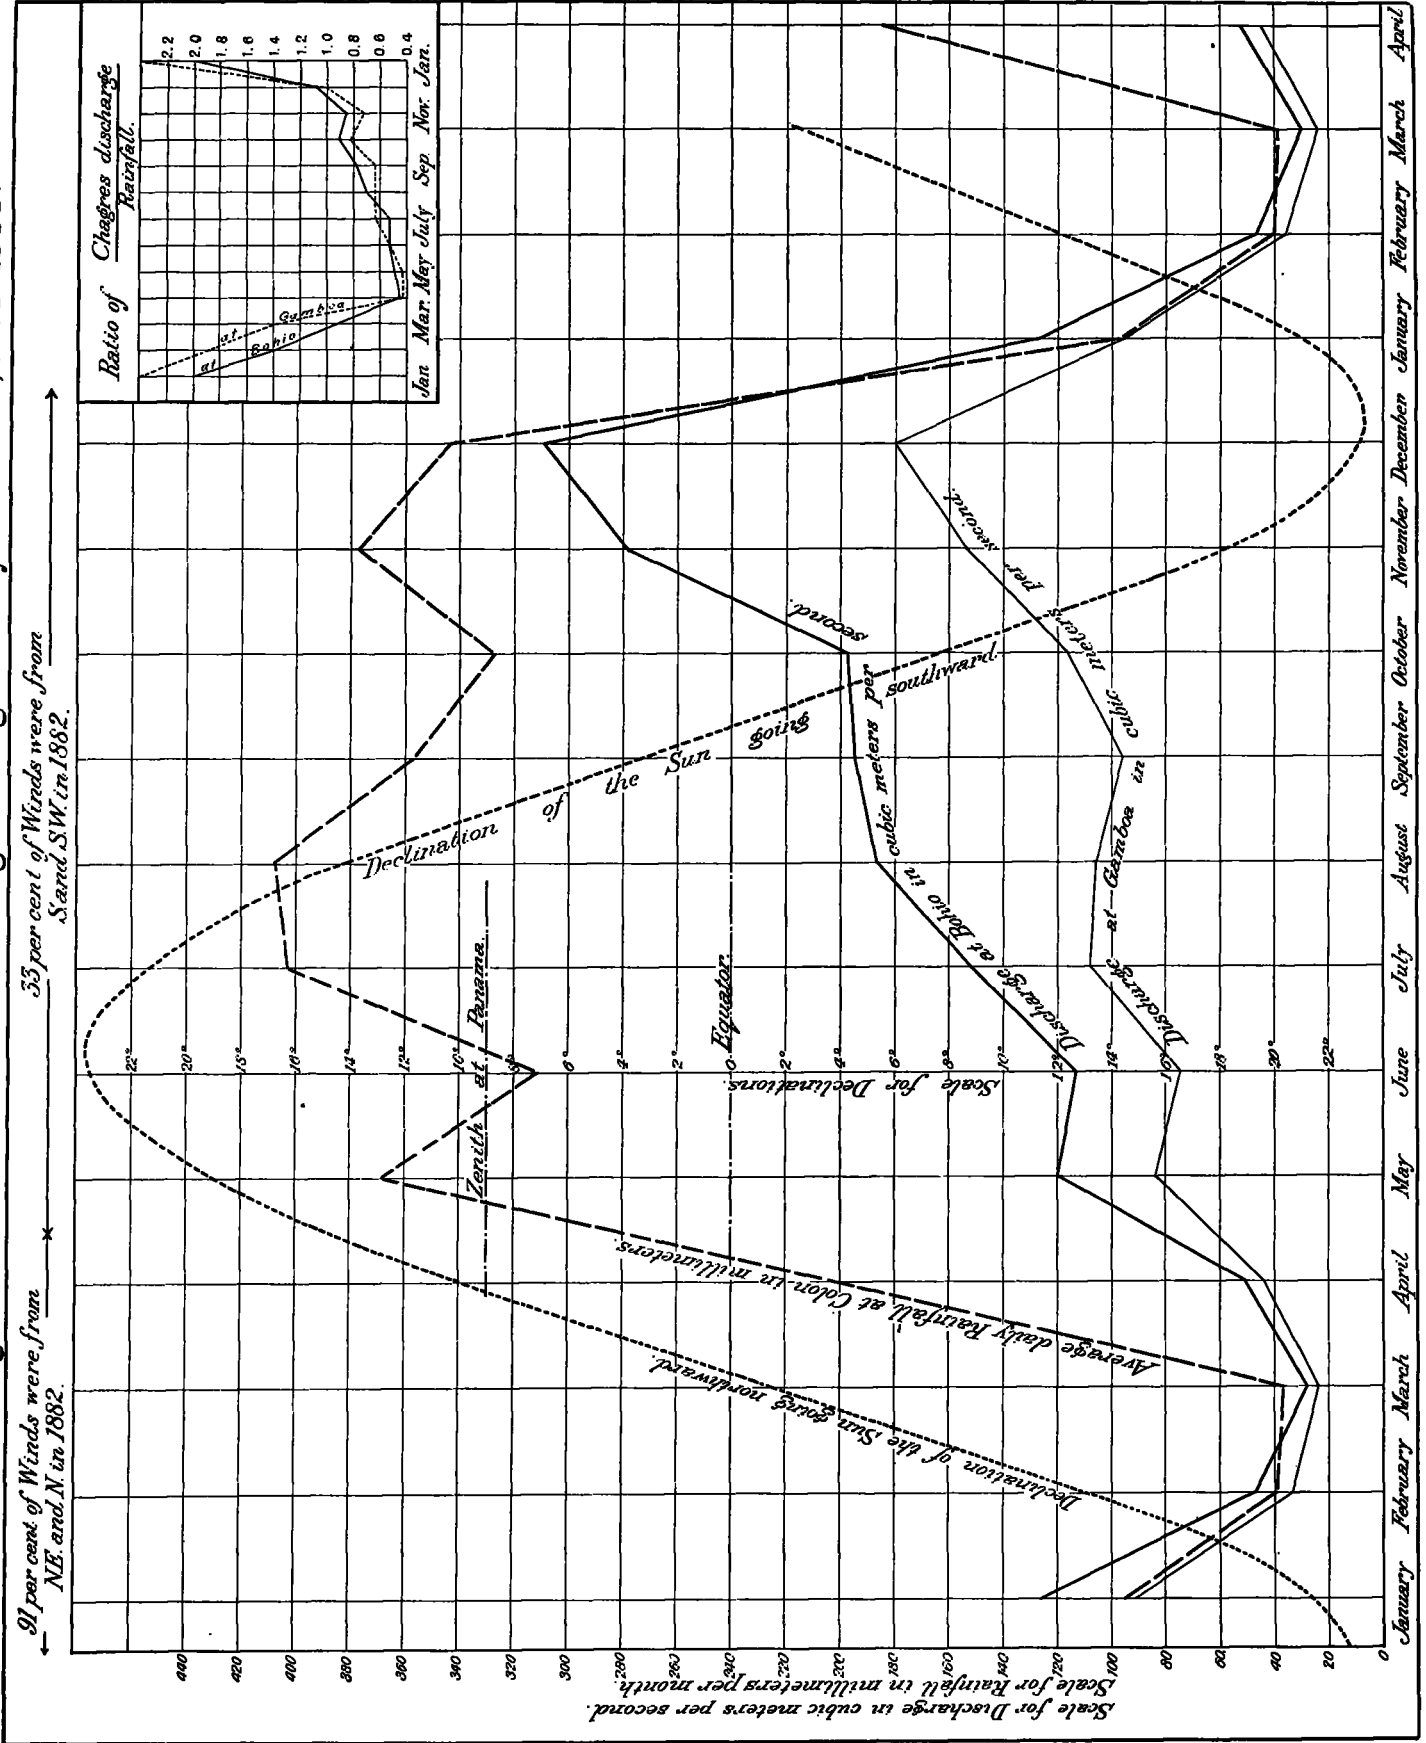 91 per cent of Winds were from
NE. and N. in 1882.
33 per cent of Winds were from
S and S.W. in 1882.
Ratio of Chagres discharge
Rainfall.
2.2
2.0
1.8
1.6
1.4
1.2
1.0
0.8
0.6
0.4
at Gamboa
at Bohio
Jan Mar. May July Sep. Nov. Jan.
440
420
400
380
360
340
320
300
280
260
240
220
200
180
160
140
120
100
80
60
40
20
0
Scale for Rainfall in millimeters per month.
Scale for Discharge in cubic meters per second.
22°
20°
18°
16°
14°
12°
10°
8°
6°
4°
2°
0°
2°
4°
6°
8°
10°
12°
14°
16°
18°
20°
22°
Scale for Declinations.
Zenith at Panama.
Equator.
Declination of the Sun going northward.
Average daily Rainfall at Colon in millimeters.
Declination of the Sun going southward.
Discharge at Bohio in cubic meters per second.
Discharge at Gamboa in cubic meters per second.
January February March April May June July August September October November December January February March April